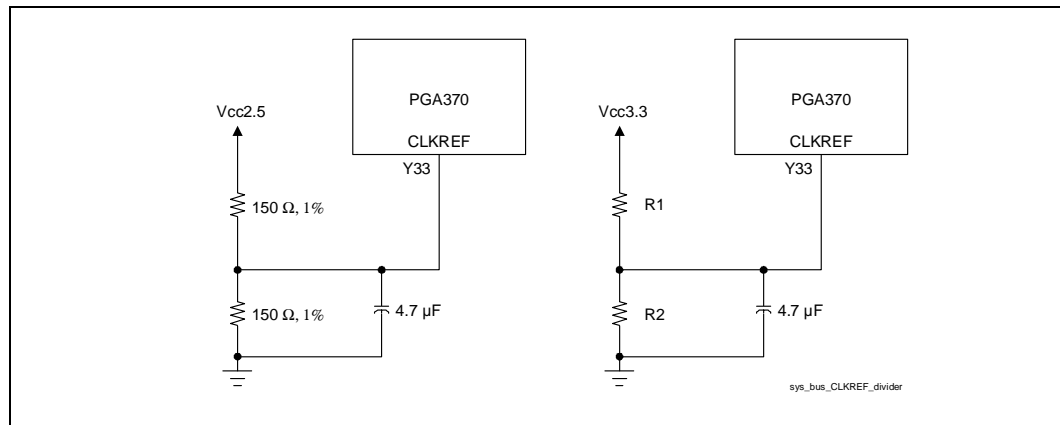 PGA370
Vcc2.5
CLKREF
Y33
150 Ω, 1%
150 Ω, 1%
4.7 µF
PGA370
Vcc3.3
CLKREF
Y33
R1
R2
4.7 µF
sys_bus_CLKREF_divider